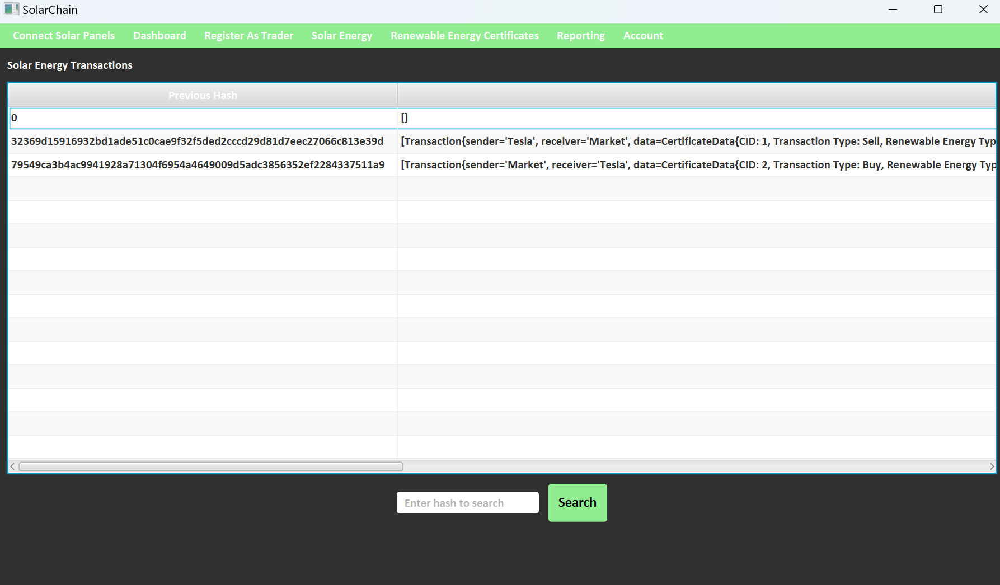 SolarChain
Connect Solar Panels Dashboard Register As Trader Solar Energy Renewable Energy Certificates Reporting Account
Solar Energy Transactions
Previous Hash
0 []
32369d15916932bd1ade51c0cae9f32f5ded2cccd29d81d7eec27066c813e39d [Transaction{sender='Tesla', receiver='Market', data=CertificateData{CID: 1, Transaction Type: Sell, Renewable Energy Typ
79549ca3b4ac9941928a71304f6954a4649009d5adc3856352ef2284337511a9 [Transaction{sender='Market', receiver='Tesla', data=CertificateData{CID: 2, Transaction Type: Buy, Renewable Energy Typ
Enter hash to search Search